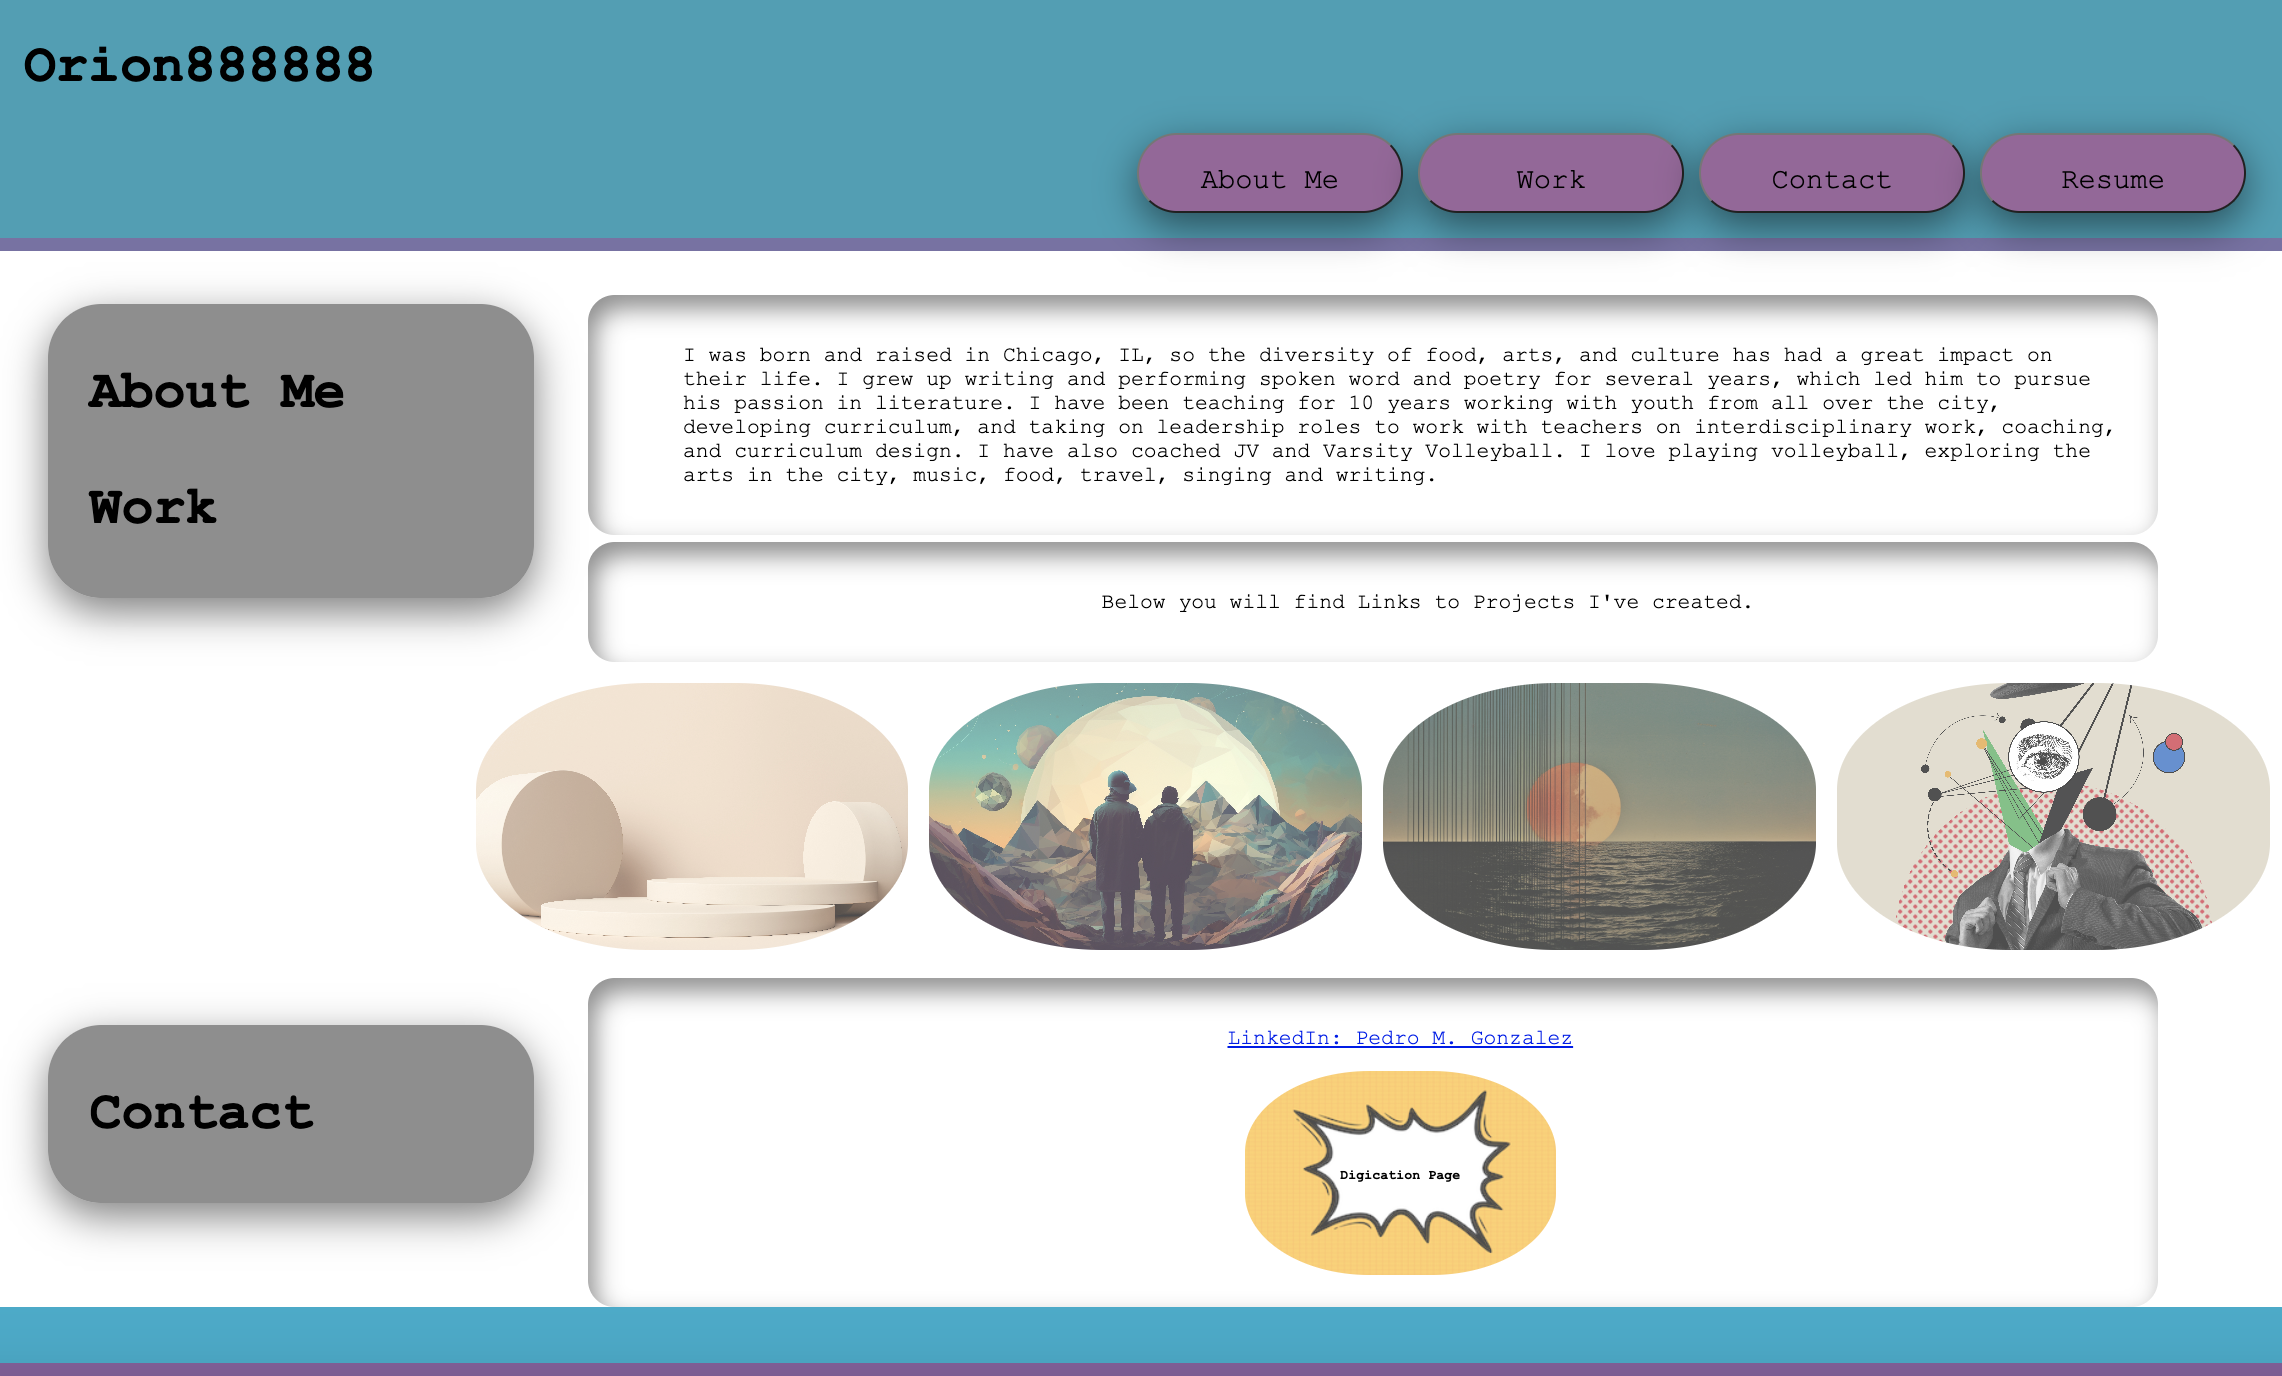 Orion888888
About Me
Work
Contact
Resume
About Me
Work
I was born and raised in Chicago, IL, so the diversity of food, arts, and culture has had a great impact on
their life. I grew up writing and performing spoken word and poetry for several years, which led him to pursue
his passion in literature. I have been teaching for 10 years working with youth from all over the city,
developing curriculum, and taking on leadership roles to work with teachers on interdisciplinary work, coaching,
and curriculum design. I have also coached JV and Varsity Volleyball. I love playing volleyball, exploring the
arts in the city, music, food, travel, singing and writing.
Below you will find Links to Projects I've created.
Contact
LinkedIn: Pedro M. Gonzalez
Digication Page